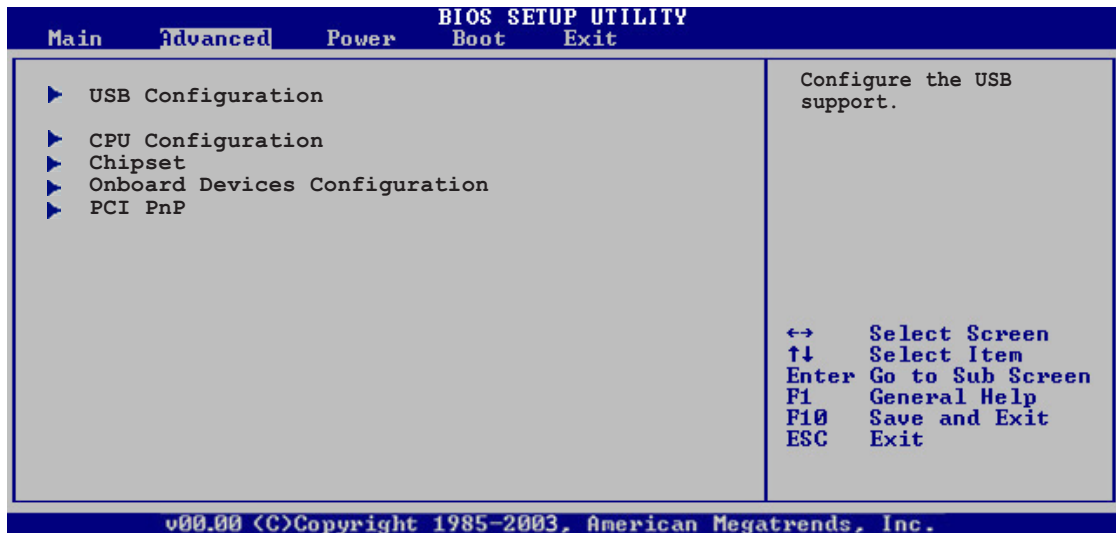 BIOS SETUP UTILITY
Main Advanced Power Boot Exit
USB Configuration
CPU Configuration
Chipset
Onboard Devices Configuration
PCI PnP
Configure the USB
support.
←→ Select Screen
↑↓ Select Item
Enter Go to Sub Screen
F1 General Help
F10 Save and Exit
ESC Exit
v00.00 (C)Copyright 1985-2003, American Megatrends, Inc.